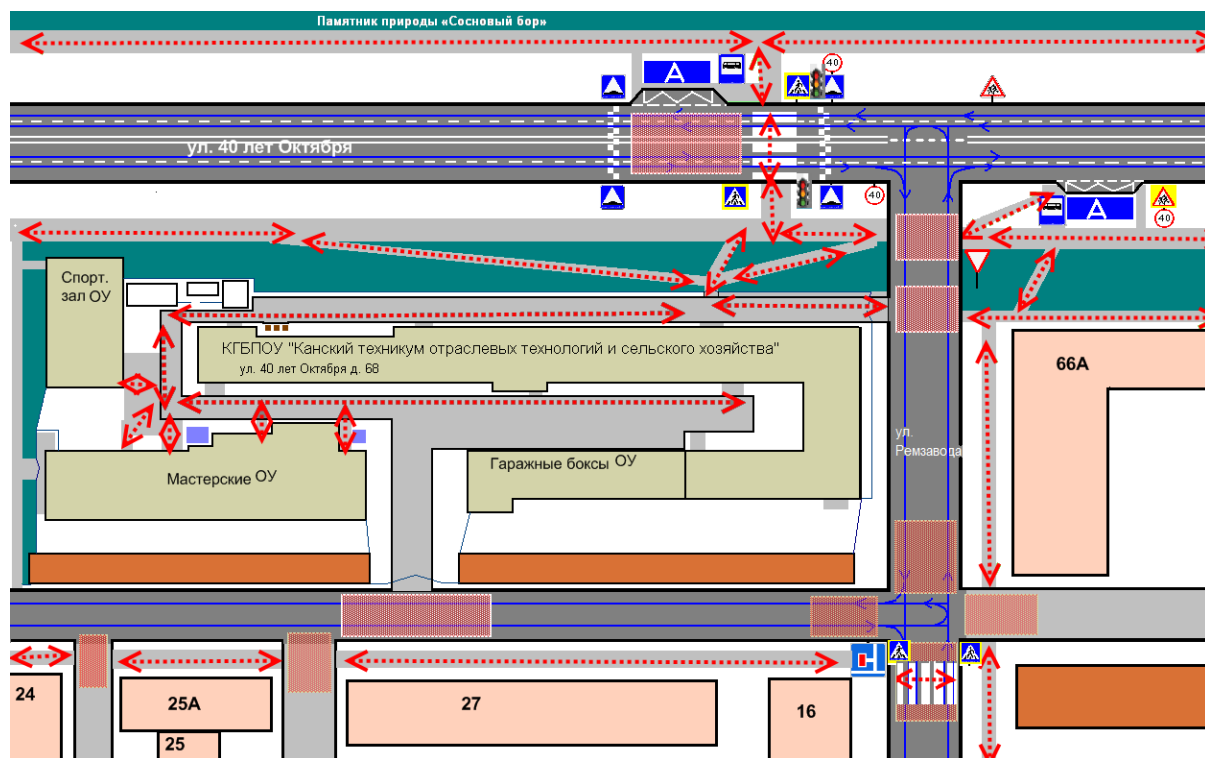 Памятник природы «Сосновый бор»
А
40
ул. 40 лет Октября
40
А
40
Спорт.
зал ОУ
КГБПОУ "Канский техникум отраслевых технологий и сельского хозяйства"
ул. 40 лет Октября д. 68
66А
ул.
Ремзавода
Мастерские ОУ
Гаражные боксы ОУ
24
25А
25
27
16